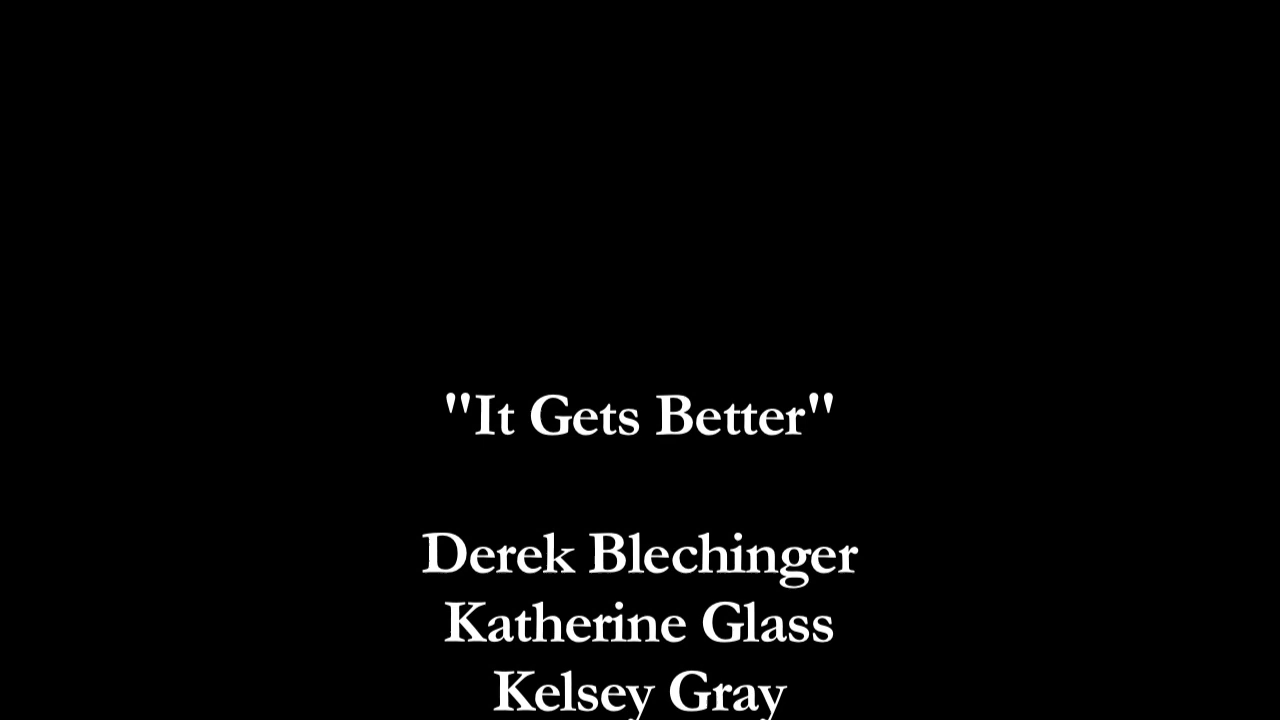 "It Gets Better"
Derek Blechinger
Katherine Glass
Kelsey Gray